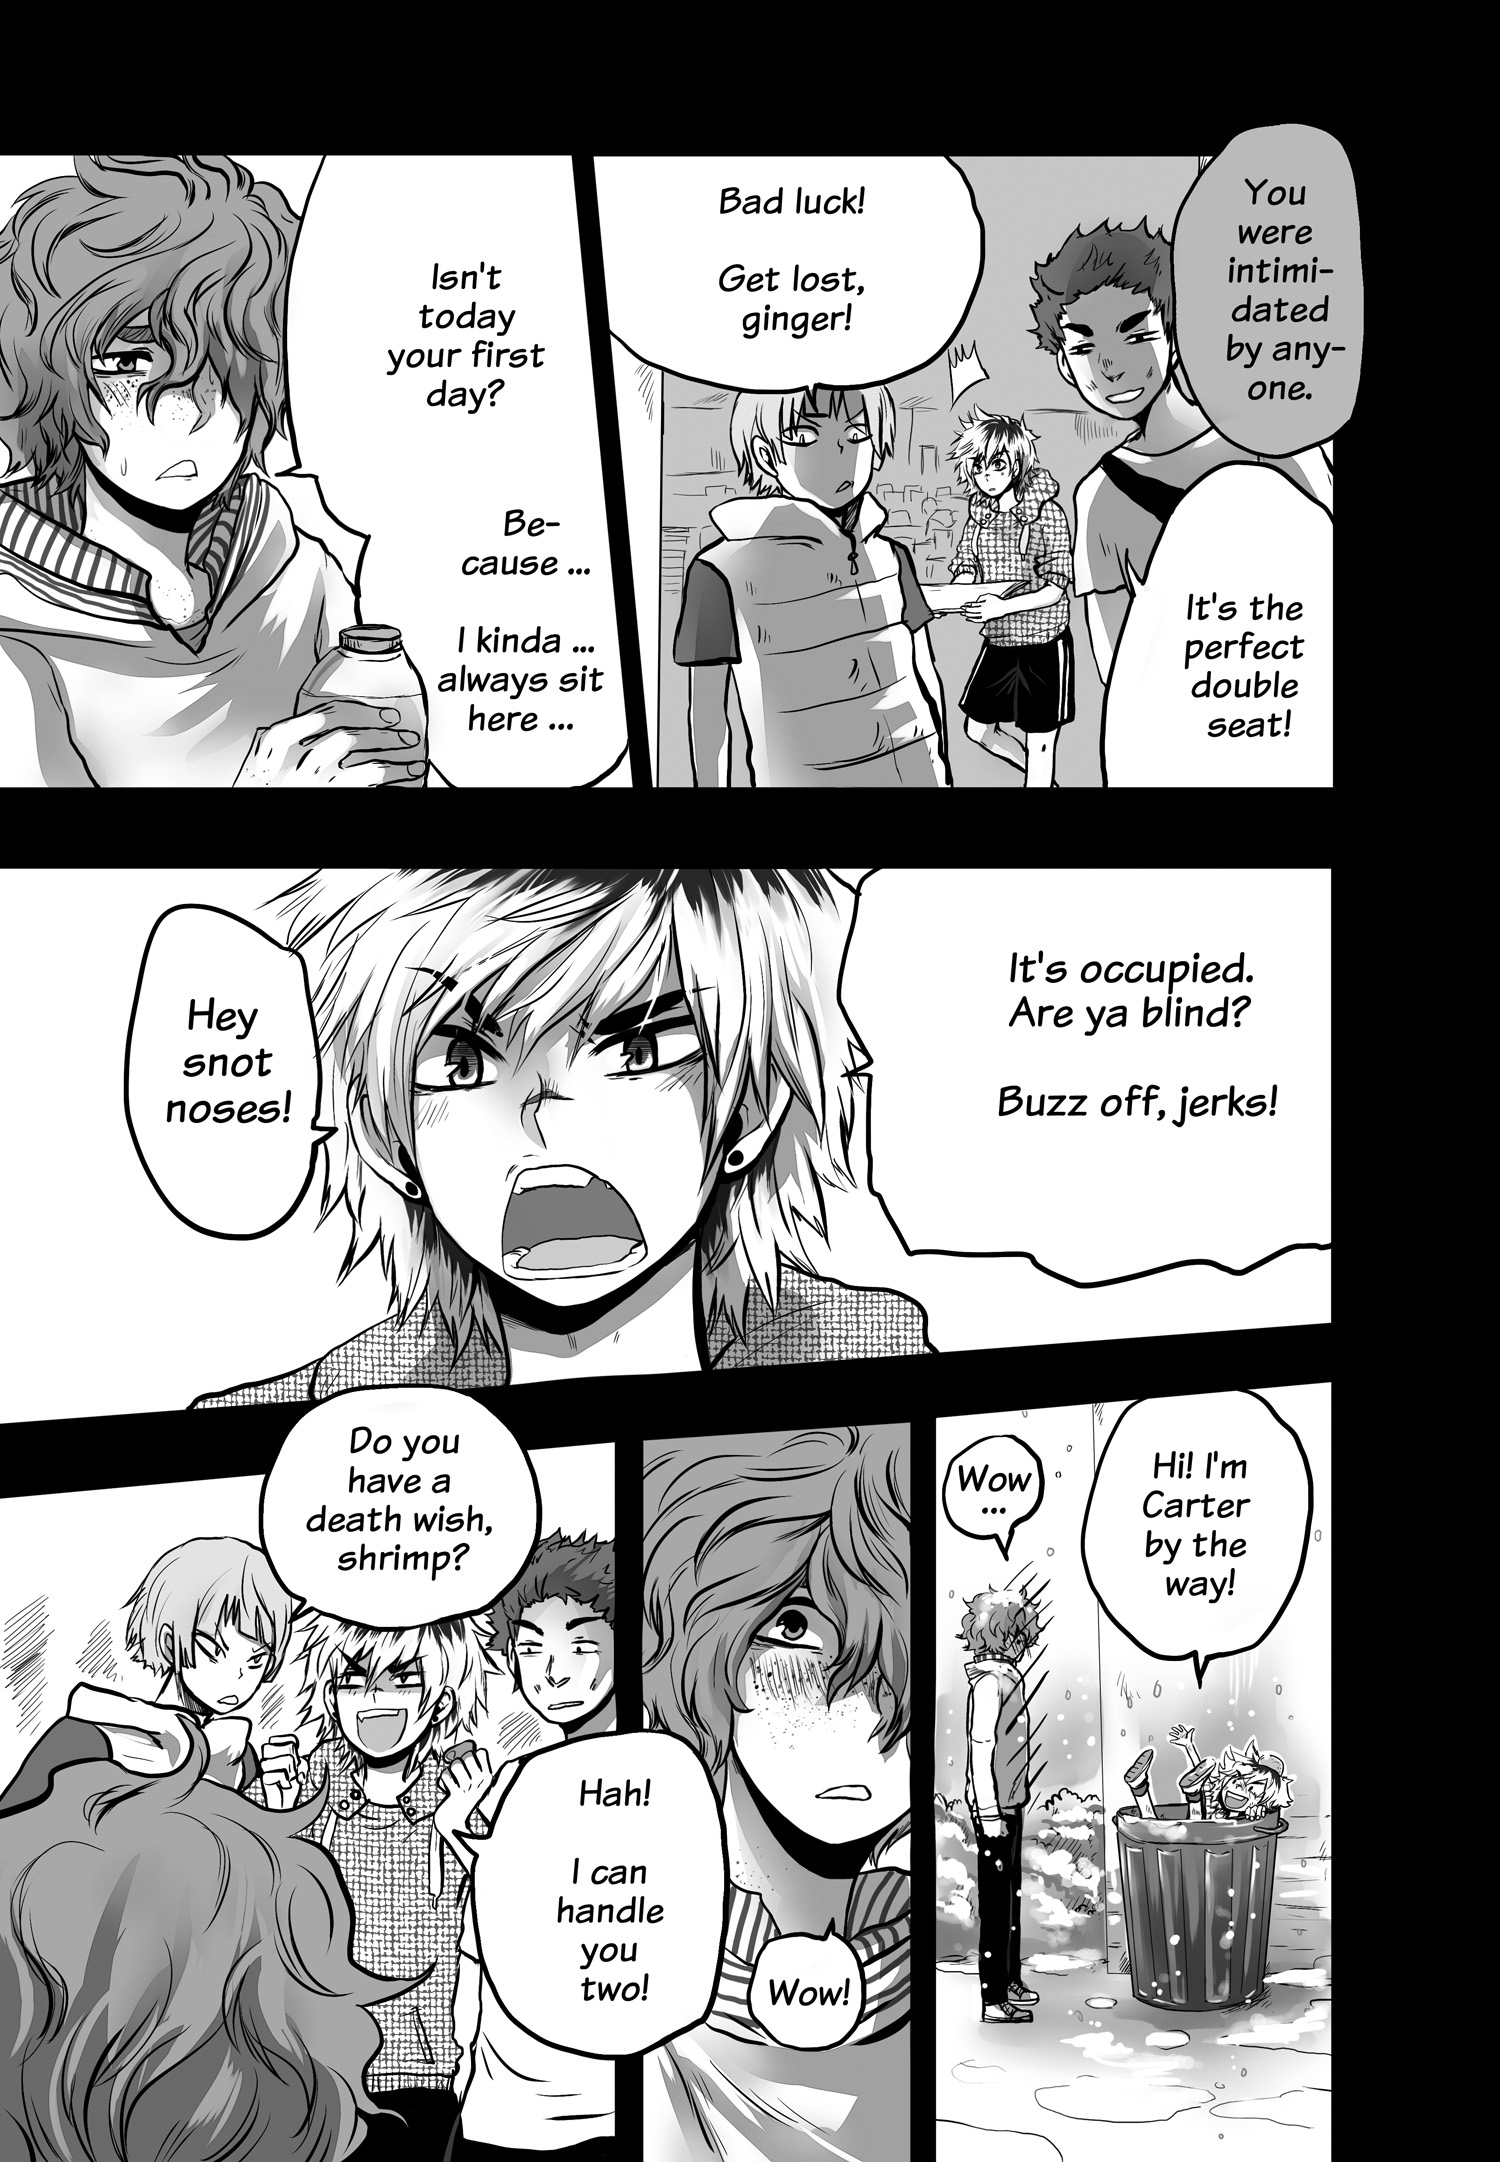 Isn't
today
your first
day?
Be-
cause ...
I kinda ...
always sit
here ...
Bad luck!
Get lost,
ginger!
You
were
intimi-
dated
by any-
one.
It's the
perfect
double
seat!
Hey
snot
noses!
It's occupied.
Are ya blind?
Buzz off, jerks!
Do you
have a
death wish,
shrimp?
Hah!
I can
handle
you
two!
Wow!
Wow
...
Hi! I'm
Carter
by the
way!